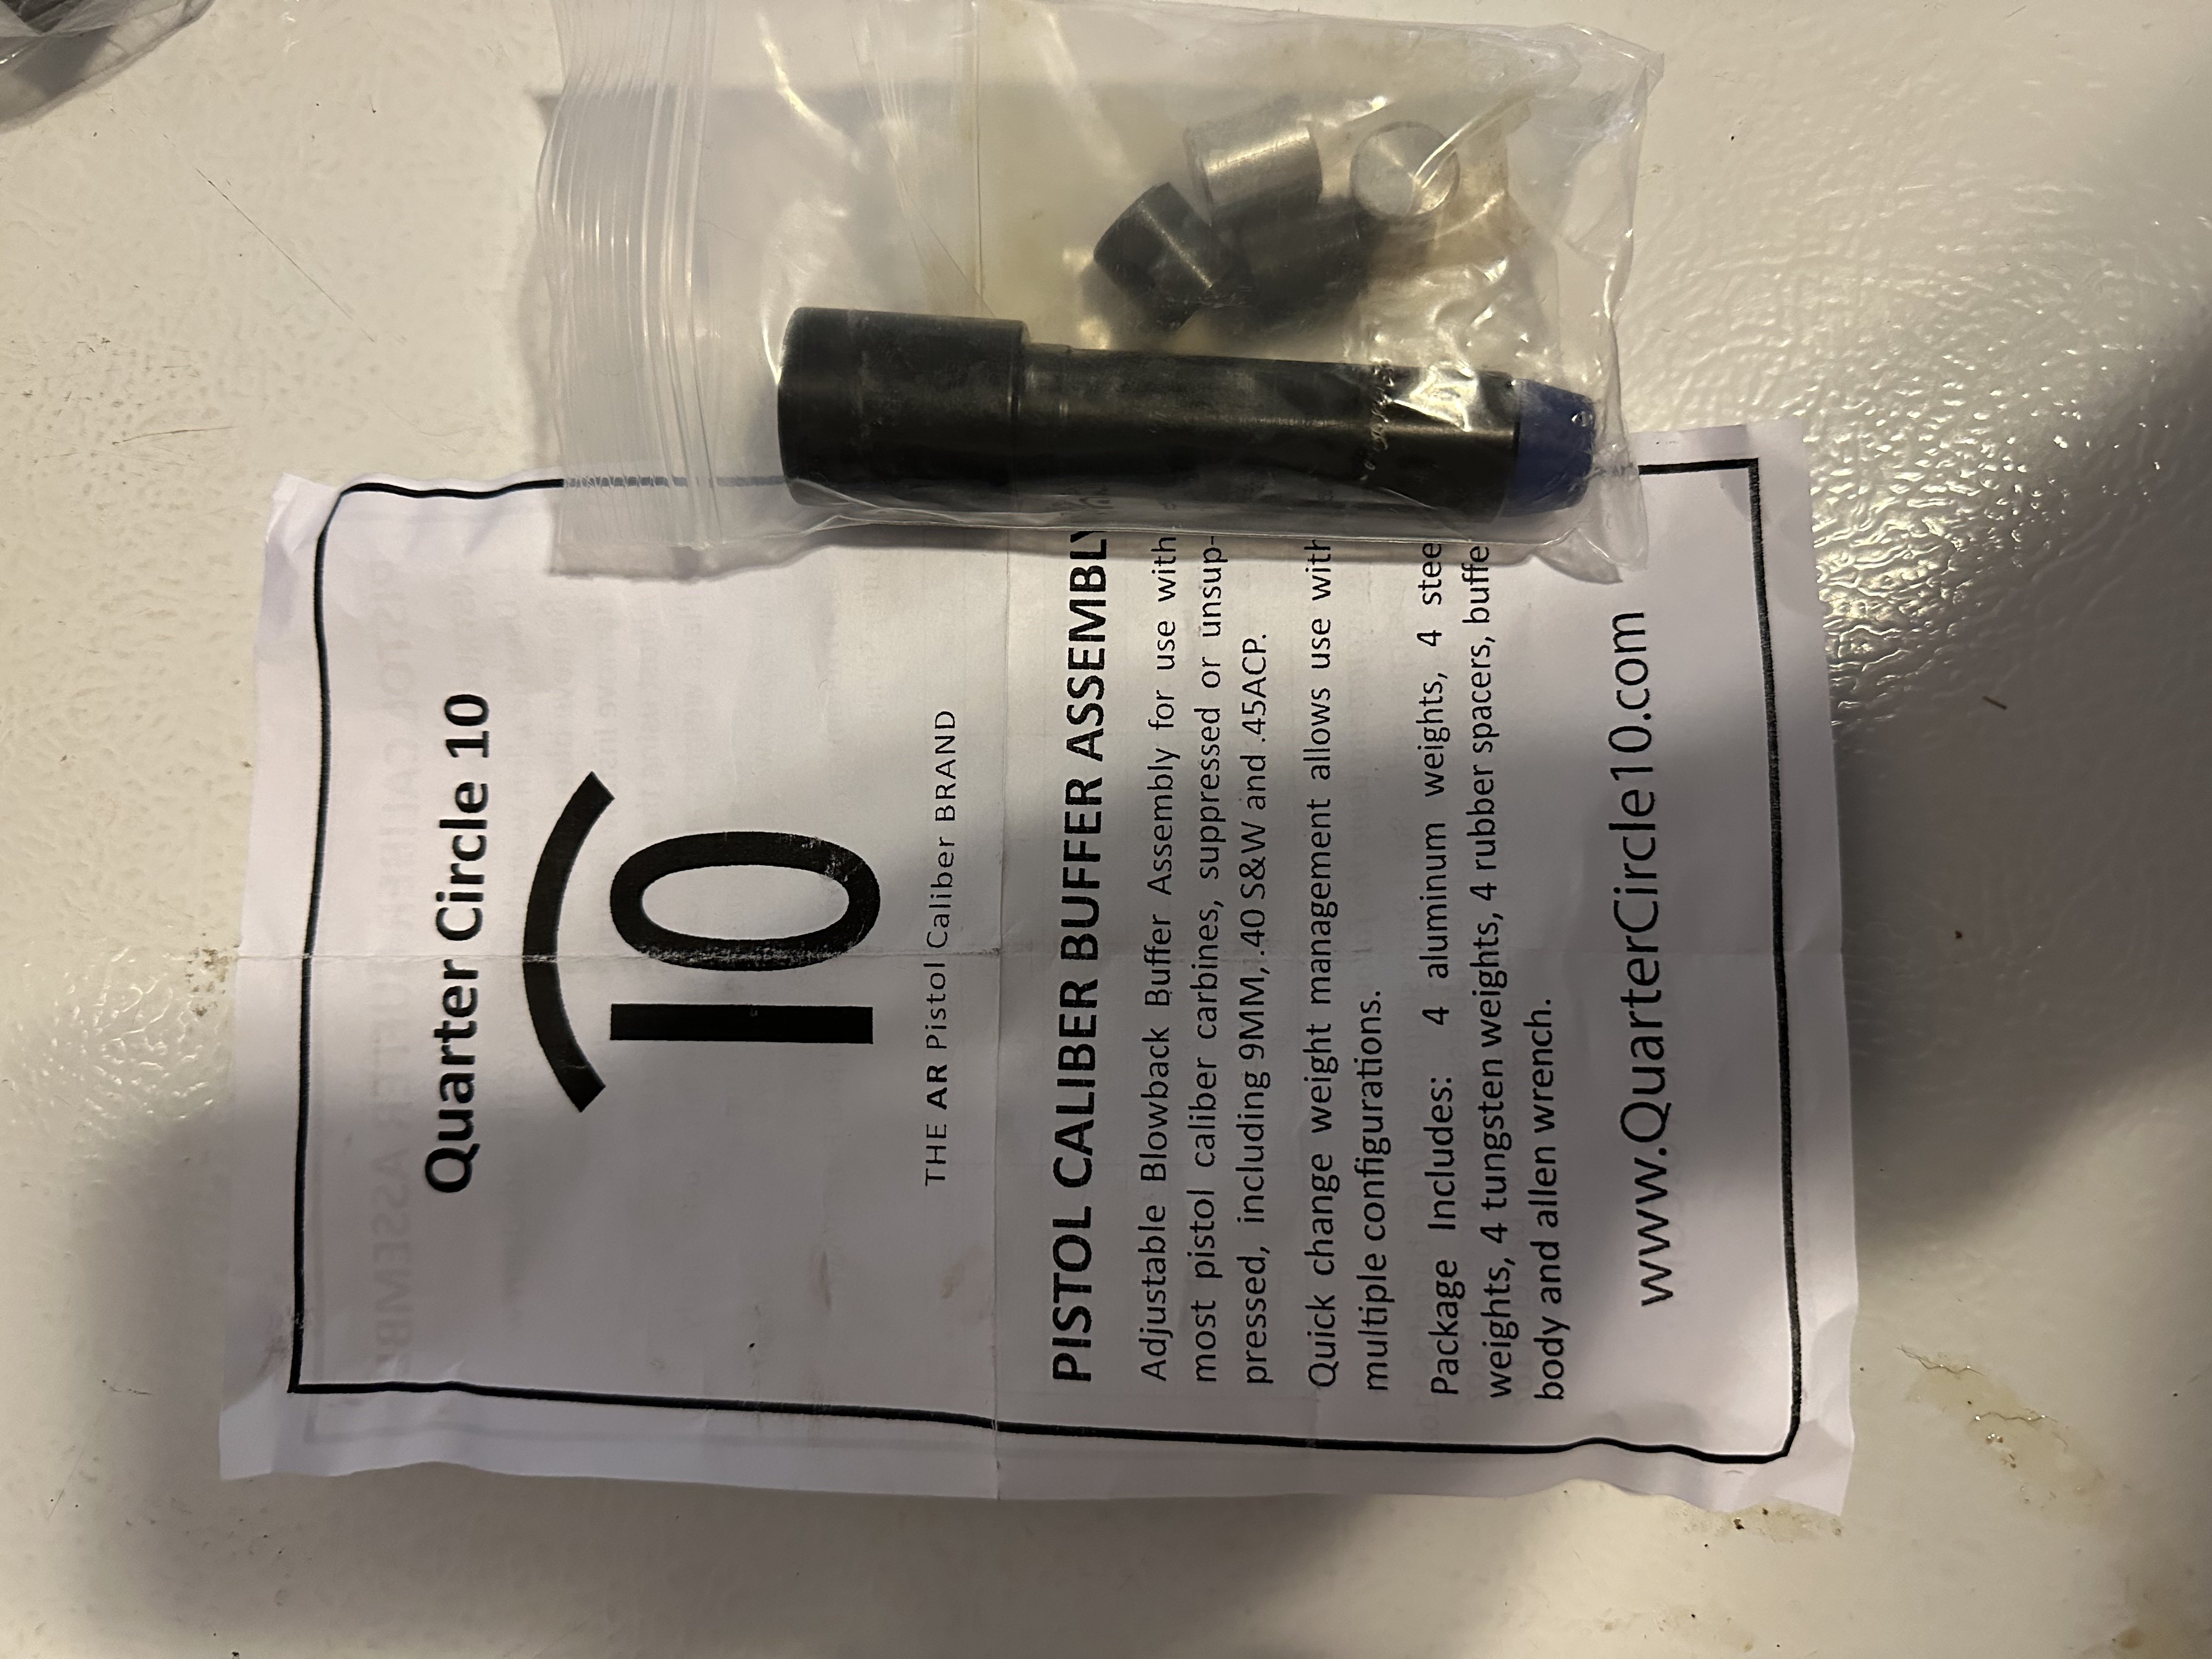 Quarter Circle 10
10
THE AR Pistol Caliber BRAND
PISTOL CALIBER BUFFER ASSEMBLY
Adjustable Blowback Buffer Assembly for use with
most pistol caliber carbines, suppressed or unsup-
pressed, including 9MM, .40 S&W and .45ACP.
Quick change weight management allows use with
multiple configurations.
Package Includes: 4 aluminum weights, 4 stee
weights, 4 tungsten weights, 4 rubber spacers, buffe
body and allen wrench.
www.QuarterCircle10.com